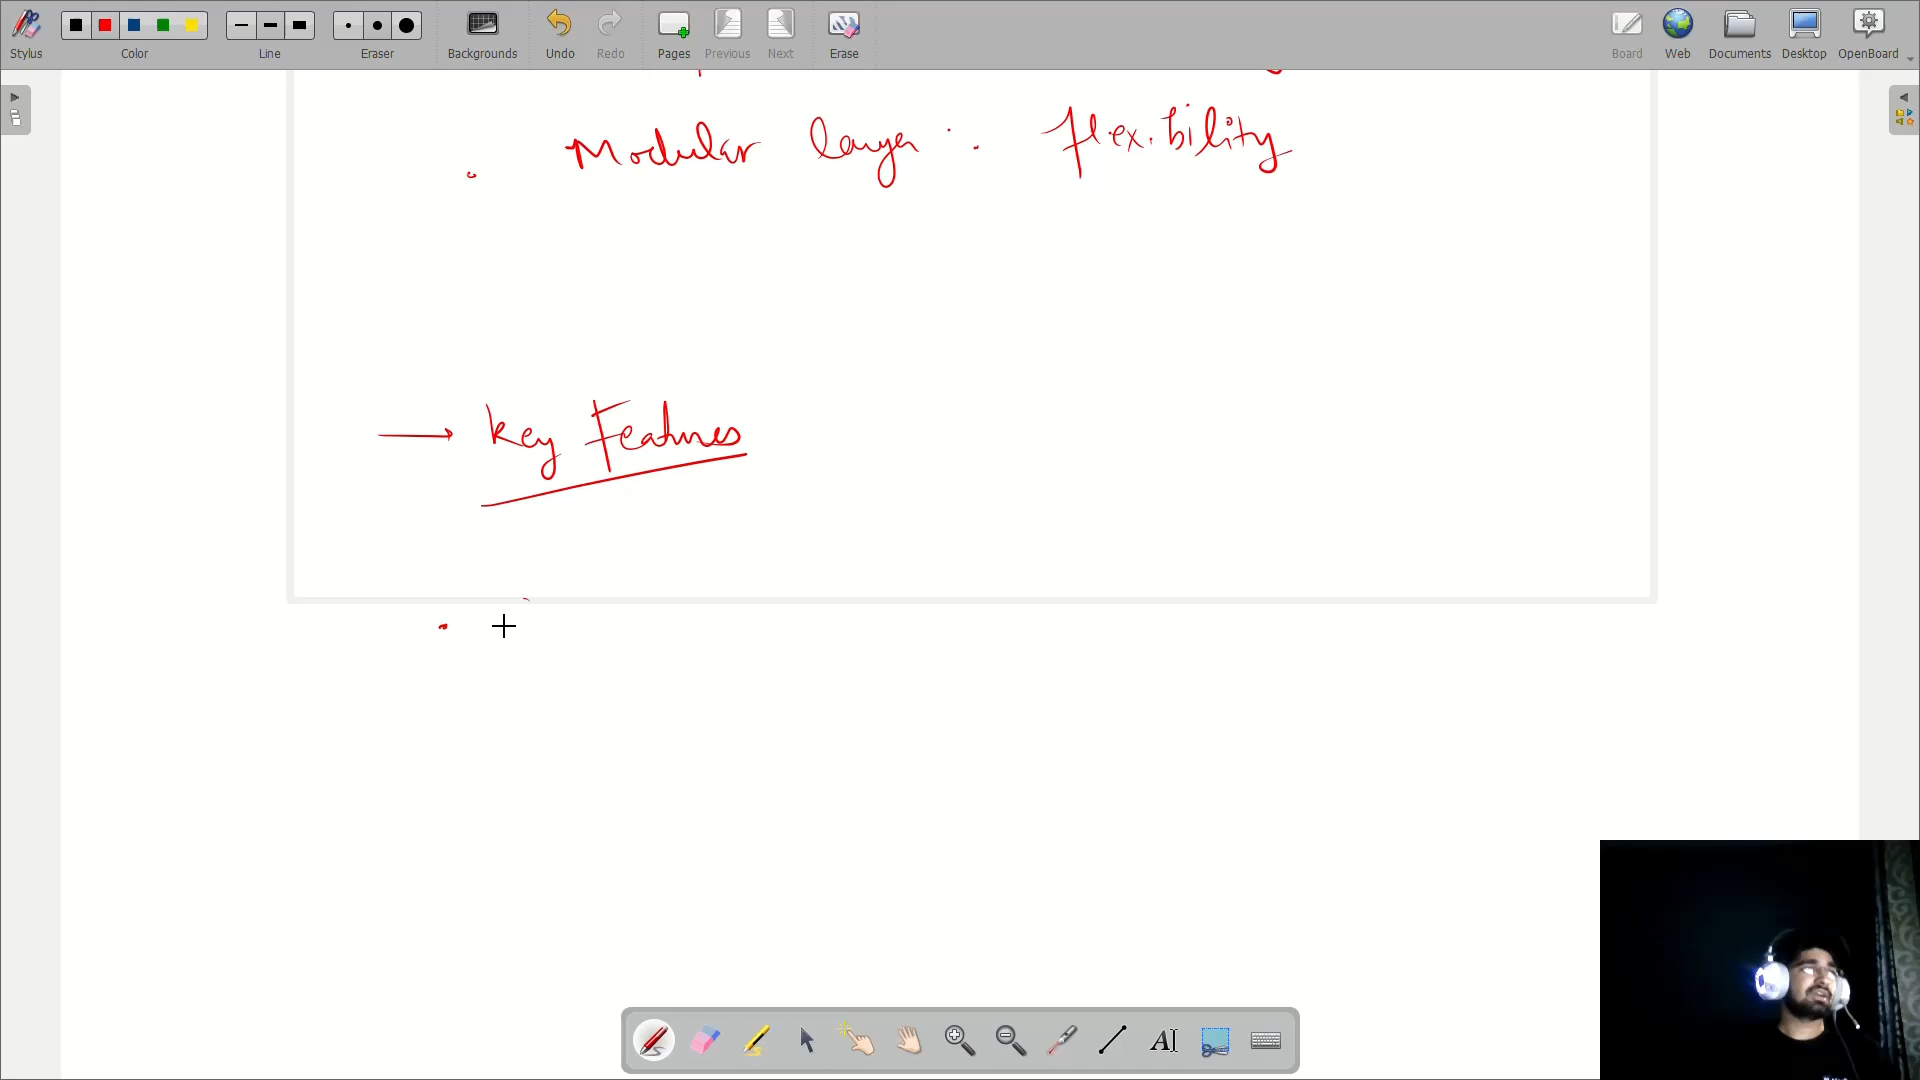 Stylus Color Line Eraser Backgrounds Undo Redo Pages Previous Next Erase Board Web Documents Desktop OpenBoard
Modular layer : flexibility
→ Key Features